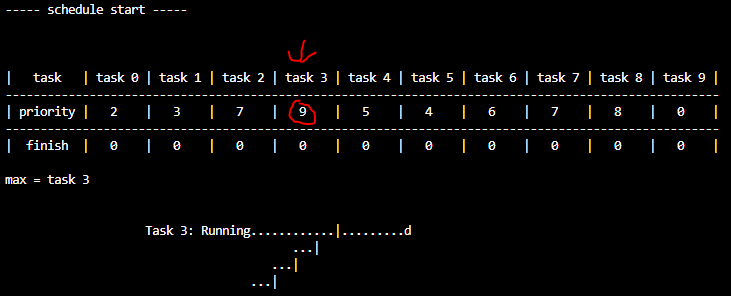 ----- schedule start -----
|   task   | task 0 | task 1 | task 2 | task 3 | task 4 | task 5 | task 6 | task 7 | task 8 | task 9 |
-----------------------------------------------------------------------------------------------------
| priority |   2    |   3    |   7    |   9    |   5    |   4    |   6    |   7    |   8    |   0    |
-----------------------------------------------------------------------------------------------------
|  finish  |   0    |   0    |   0    |   0    |   0    |   0    |   0    |   0    |   0    |   0    |
max = task 3
Task 3: Running............|.........d
...|
...|
...|